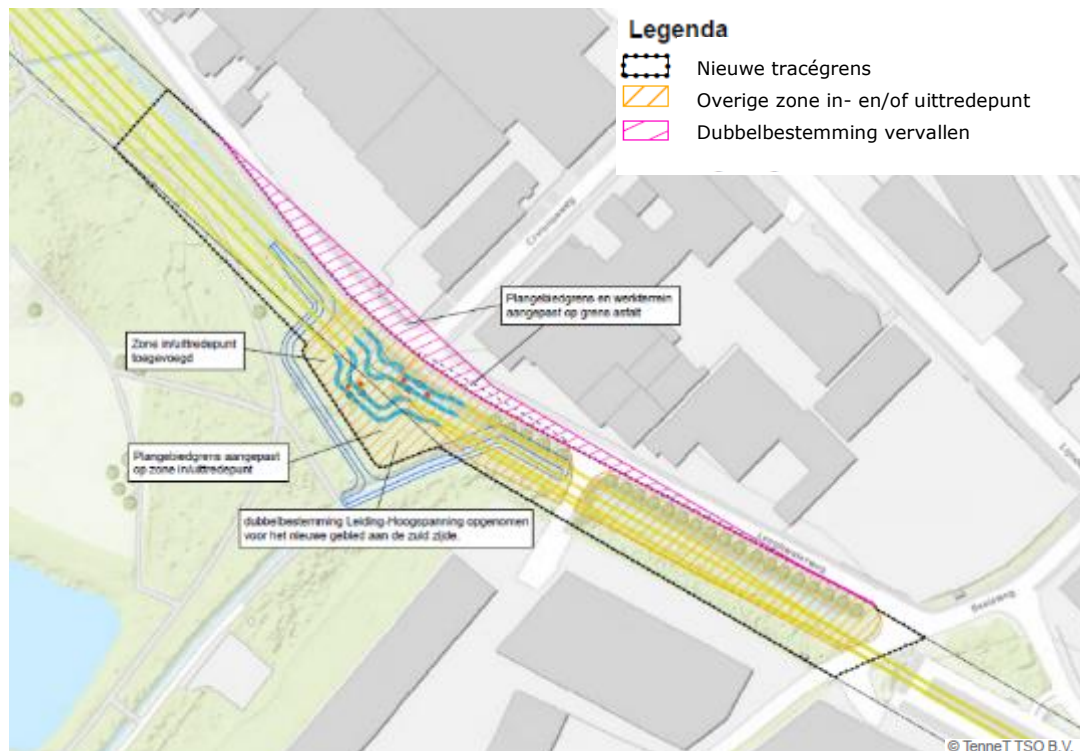 Legenda
Nieuwe tracégrens
Overige zone in- en/of uittredepunt
Dubbelbestemming vervallen
Plangebiedgrens en werkterrein
aangepast op grens asfalt
Zone in/uittredepunt
toegevoegd
Plangebiedgrens aangepast
op zone in/uittredepunt
dubbelbestemming Leiding-Hoogspanning opgenomen
voor het nieuwe gebied aan de zuid zijde.
© TenneT TSO B.V.